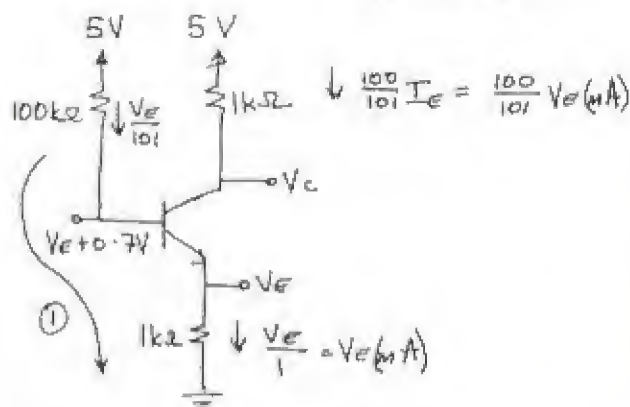 5V 5V
100kΩ
VE/101
1kΩ
↓ 100/101 IE = 100/101 VE(mA)
Vc
VE+0.7V
VE
①
1kΩ ↓ VE/1 = VE(mA)